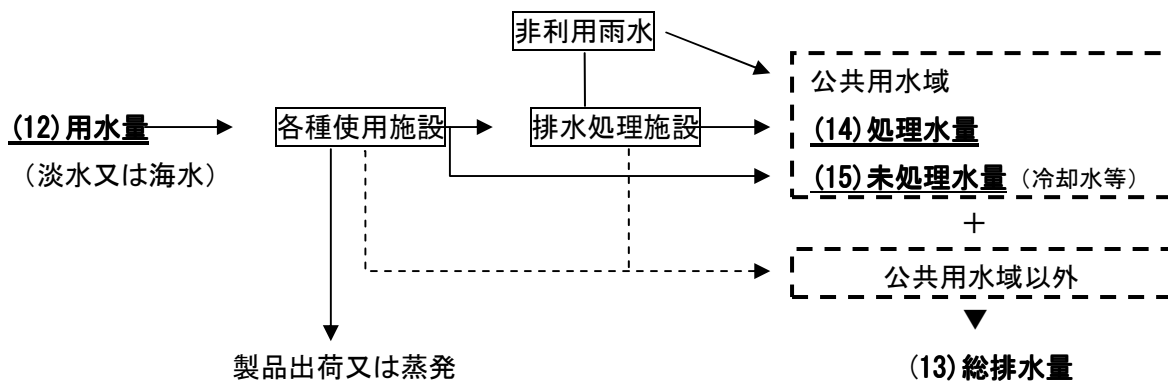 非利用雨水
公共用水域
(12)用水量
各種使用施設
排水処理施設
(14)処理水量
（淡水又は海水）
(15)未処理水量（冷却水等）
＋
公共用水域以外
▼
製品出荷又は蒸発
(13)総排水量